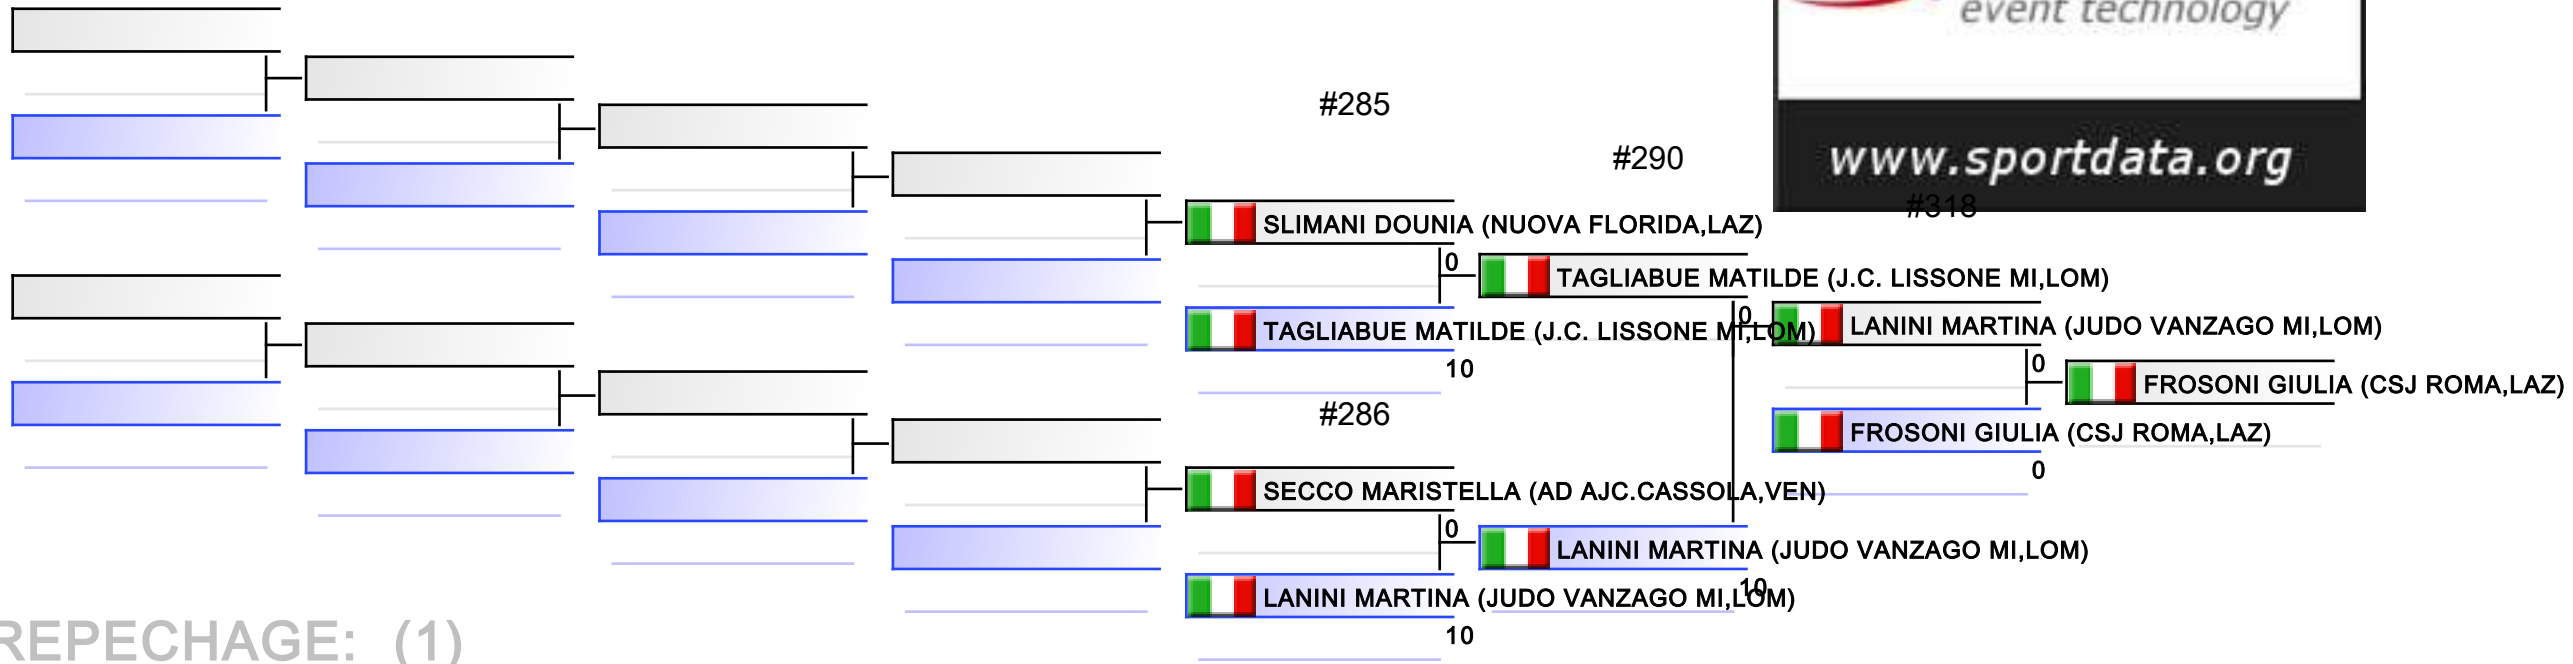 event technology
www.sportdata.org
#285
#290
#318
SLIMANI DOUNIA (NUOVA FLORIDA,LAZ)
0
TAGLIABUE MATILDE (J.C. LISSONE MI,LOM)
TAGLIABUE MATILDE (J.C. LISSONE MI,LOM)
10
0
LANINI MARTINA (JUDO VANZAGO MI,LOM)
0
FROSONI GIULIA (CSJ ROMA,LAZ)
FROSONI GIULIA (CSJ ROMA,LAZ)
0
#286
SECCO MARISTELLA (AD AJC.CASSOLA,VEN)
0
LANINI MARTINA (JUDO VANZAGO MI,LOM)
10
LANINI MARTINA (JUDO VANZAGO MI,LOM)
10
REPECHAGE: (1)